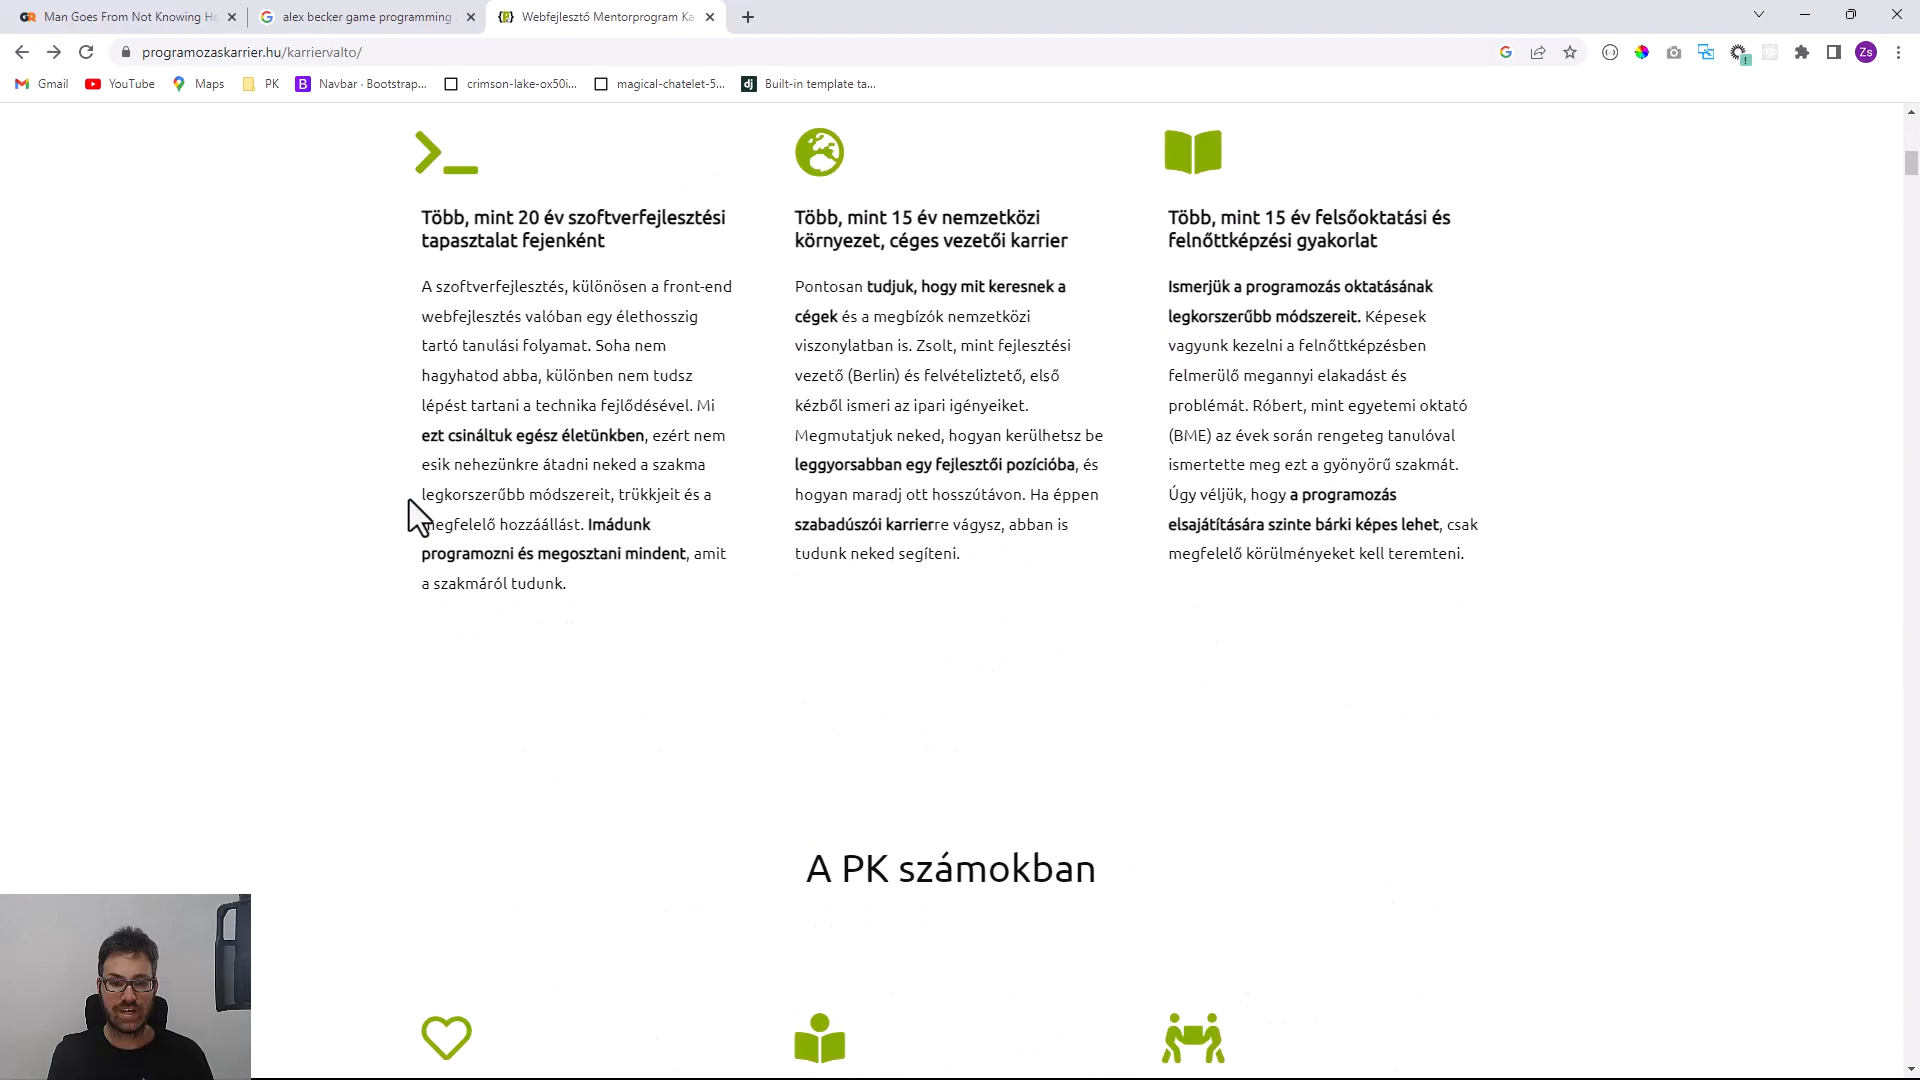 Man Goes From Not Knowing Ho
alex becker game programming
Webfejlesztő Mentorprogram Ka
programozaskarrier.hu/karriervalto/
Zs
Gmail
YouTube
Maps
PK
Navbar · Bootstrap...
crimson-lake-ox50i...
magical-chatelet-5...
dj
Built-in template ta...
Több, mint 20 év szoftverfejlesztési
tapasztalat fejenként
A szoftverfejlesztés, különösen a front-end
webfejlesztés valóban egy élethosszig
tartó tanulási folyamat. Soha nem
hagyhatod abba, különben nem tudsz
lépést tartani a technika fejlődésével. Mi
ezt csináltuk egész életünkben, ezért nem
esik nehezünkre átadni neked a szakma
legkorszerűbb módszereit, trükkjeit és a
megfelelő hozzáállást. Imádunk
programozni és megosztani mindent, amit
a szakmáról tudunk.
Több, mint 15 év nemzetközi
környezet, céges vezetői karrier
Pontosan tudjuk, hogy mit keresnek a
cégek és a megbízók nemzetközi
viszonylatban is. Zsolt, mint fejlesztési
vezető (Berlin) és felvételiztető, első
kézből ismeri az ipari igényeiket.
Megmutatjuk neked, hogyan kerülhetsz be
leggyorsabban egy fejlesztői pozícióba, és
hogyan maradj ott hosszútávon. Ha éppen
szabadúszói karrierre vágysz, abban is
tudunk neked segíteni.
Több, mint 15 év felsőoktatási és
felnőttképzési gyakorlat
Ismerjük a programozás oktatásának
legkorszerűbb módszereit. Képesek
vagyunk kezelni a felnőttképzésben
felmerülő megannyi elakadást és
problémát. Róbert, mint egyetemi oktató
(BME) az évek során rengeteg tanulóval
ismertette meg ezt a gyönyörű szakmát.
Úgy véljük, hogy a programozás
elsajátítására szinte bárki képes lehet, csak
megfelelő körülményeket kell teremteni.
A PK számokban